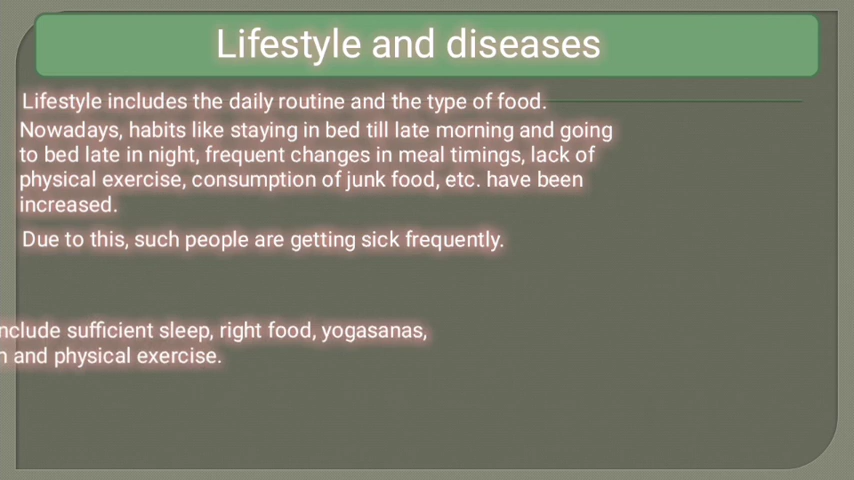 Lifestyle and diseases
Lifestyle includes the daily routine and the type of food.
Nowadays, habits like staying in bed till late morning and going
to bed late in night, frequent changes in meal timings, lack of
physical exercise, consumption of junk food, etc. have been
increased.
Due to this, such people are getting sick frequently.
sufficient sleep, right food, yogasanas,
and physical exercise.